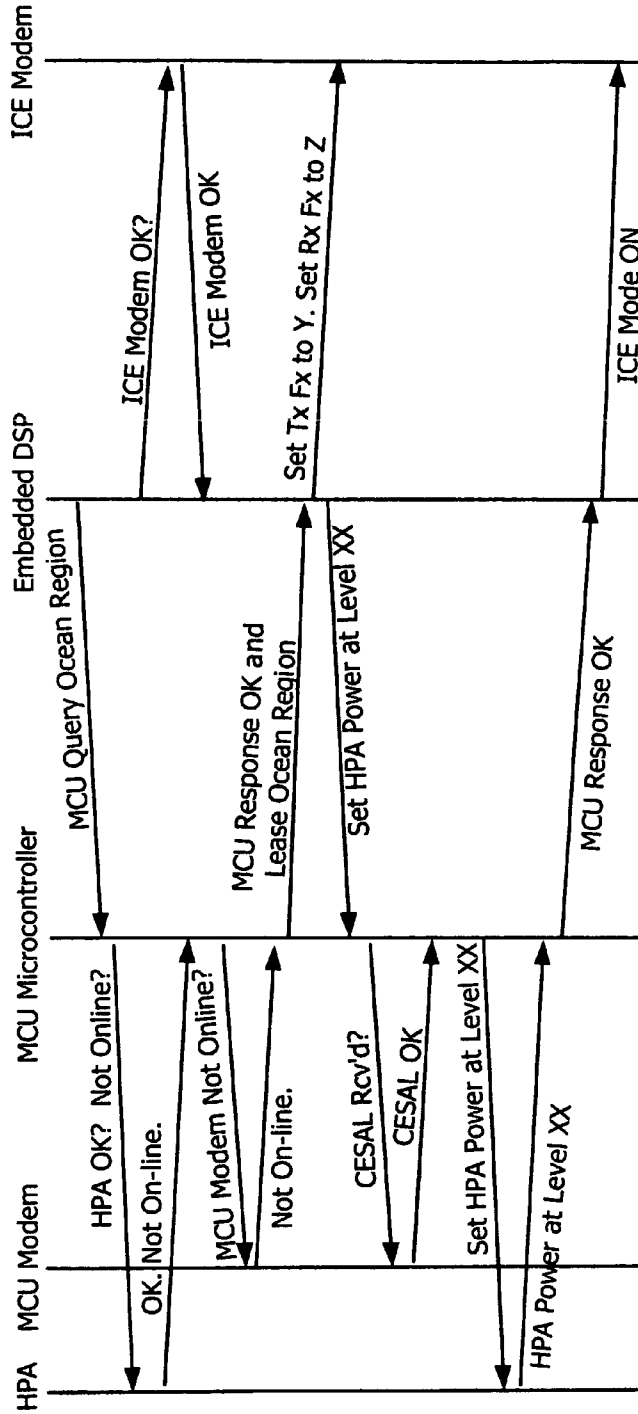 HPA
MCU Modem
MCU Microcontroller
Embedded DSP
ICE Modem
MCU Query Ocean Region
HPA OK? Not Online?
ICE Modem OK?
OK. Not On-line.
ICE Modem OK
MCU Modem Not Online?
Not On-line.
MCU Response OK and
Lease Ocean Region
Set Tx Fx to Y. Set Rx Fx to Z
Set HPA Power at Level XX
CESAL Rcv'd?
CESAL OK
Set HPA Power at Level XX
HPA Power at Level XX
MCU Response OK
ICE Mode ON